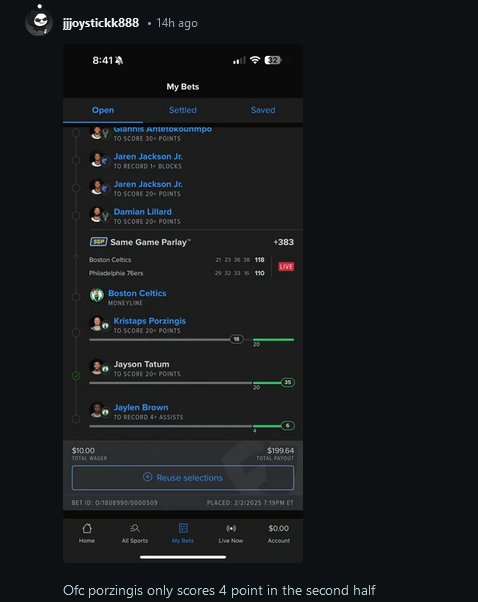 jjjoystickk888 • 14h ago
8:41
32
My Bets
Open Settled Saved
Giannis Antetokounmpo
TO SCORE 30+ POINTS
Jaren Jackson Jr.
TO RECORD 1+ BLOCKS
Jaren Jackson Jr.
TO SCORE 20+ POINTS
Damian Lillard
TO SCORE 20+ POINTS
SGP Same Game Parlay™ +383
Boston Celtics 21 23 36 38 118
LIVE
Philadelphia 76ers 29 32 33 16 110
Boston Celtics
MONEYLINE
Kristaps Porzingis
TO SCORE 20+ POINTS
18
20
Jayson Tatum
TO SCORE 20+ POINTS
35
20
Jaylen Brown
TO RECORD 4+ ASSISTS
6
4
$10.00 $199.64
TOTAL WAGER TOTAL PAYOUT
Reuse selections
BET ID: O/1808990/0000509 PLACED: 2/2/2025 7:19PM ET
$0.00
Home All Sports My Bets Live Now Account
Ofc porzingis only scores 4 point in the second half